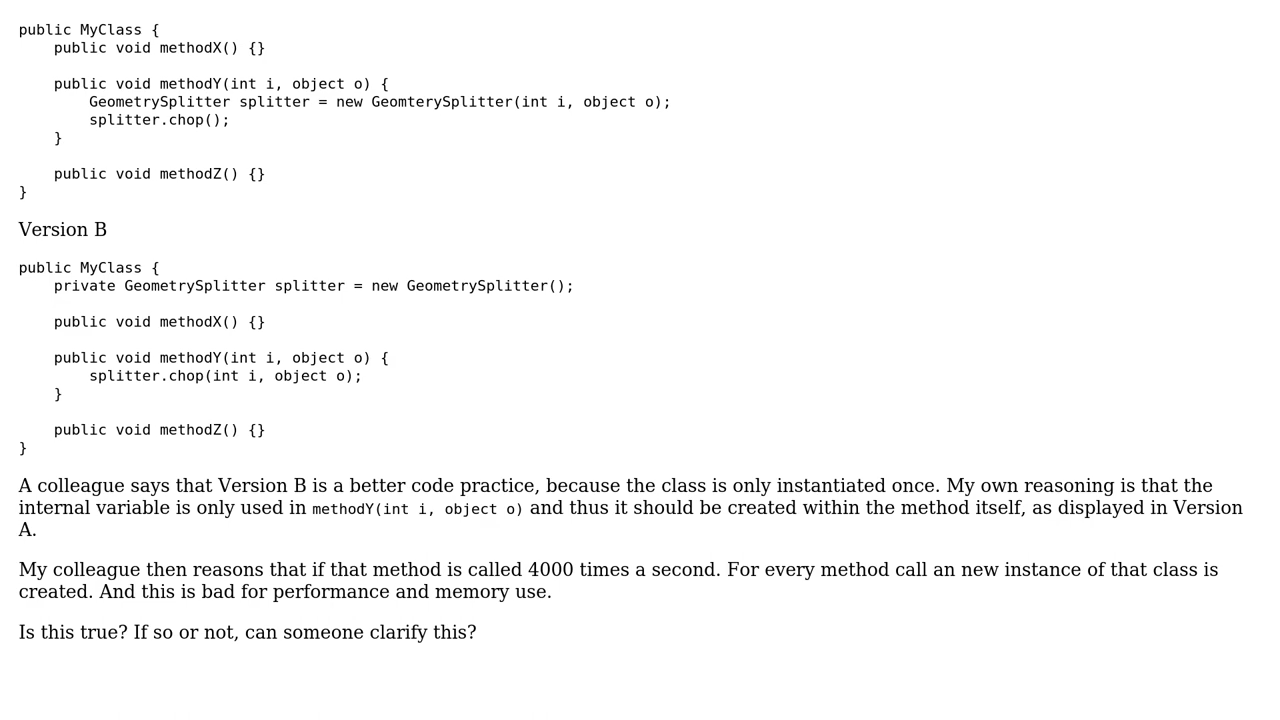 public MyClass {
    public void methodX() {}

    public void methodY(int i, object o) {
        GeometrySplitter splitter = new GeomterySplitter(int i, object o);
        splitter.chop();
    }

    public void methodZ() {}
}
Version B
public MyClass {
    private GeometrySplitter splitter = new GeometrySplitter();

    public void methodX() {}

    public void methodY(int i, object o) {
        splitter.chop(int i, object o);
    }

    public void methodZ() {}
}
A colleague says that Version B is a better code practice, because the class is only instantiated once. My own reasoning is that the
internal variable is only used in methodY(int i, object o) and thus it should be created within the method itself, as displayed in Version
A.
My colleague then reasons that if that method is called 4000 times a second. For every method call an new instance of that class is
created. And this is bad for performance and memory use.
Is this true? If so or not, can someone clarify this?